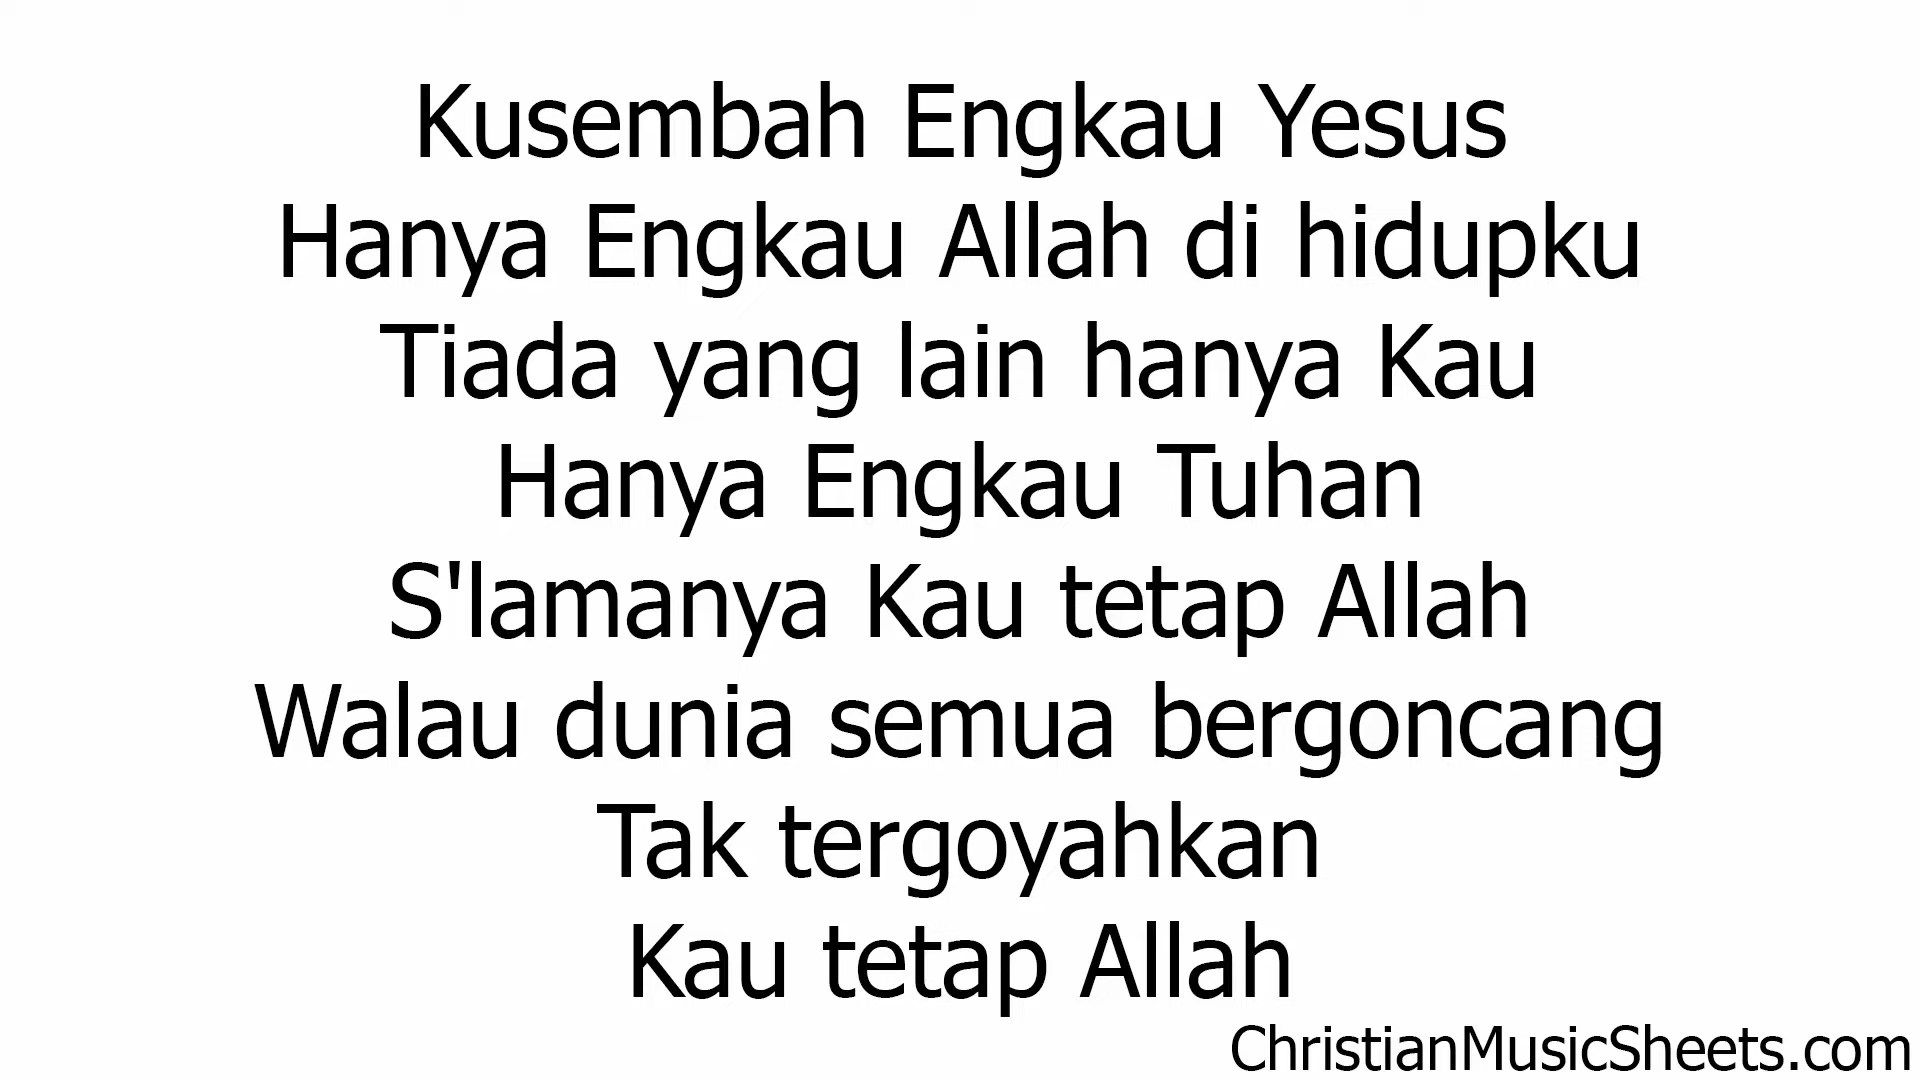 Kusembah Engkau Yesus
Hanya Engkau Allah di hidupku
Tiada yang lain hanya Kau
Hanya Engkau Tuhan
S'lamanya Kau tetap Allah
Walau dunia semua bergoncang
Tak tergoyahkan
Kau tetap Allah
ChristianMusicSheets.com